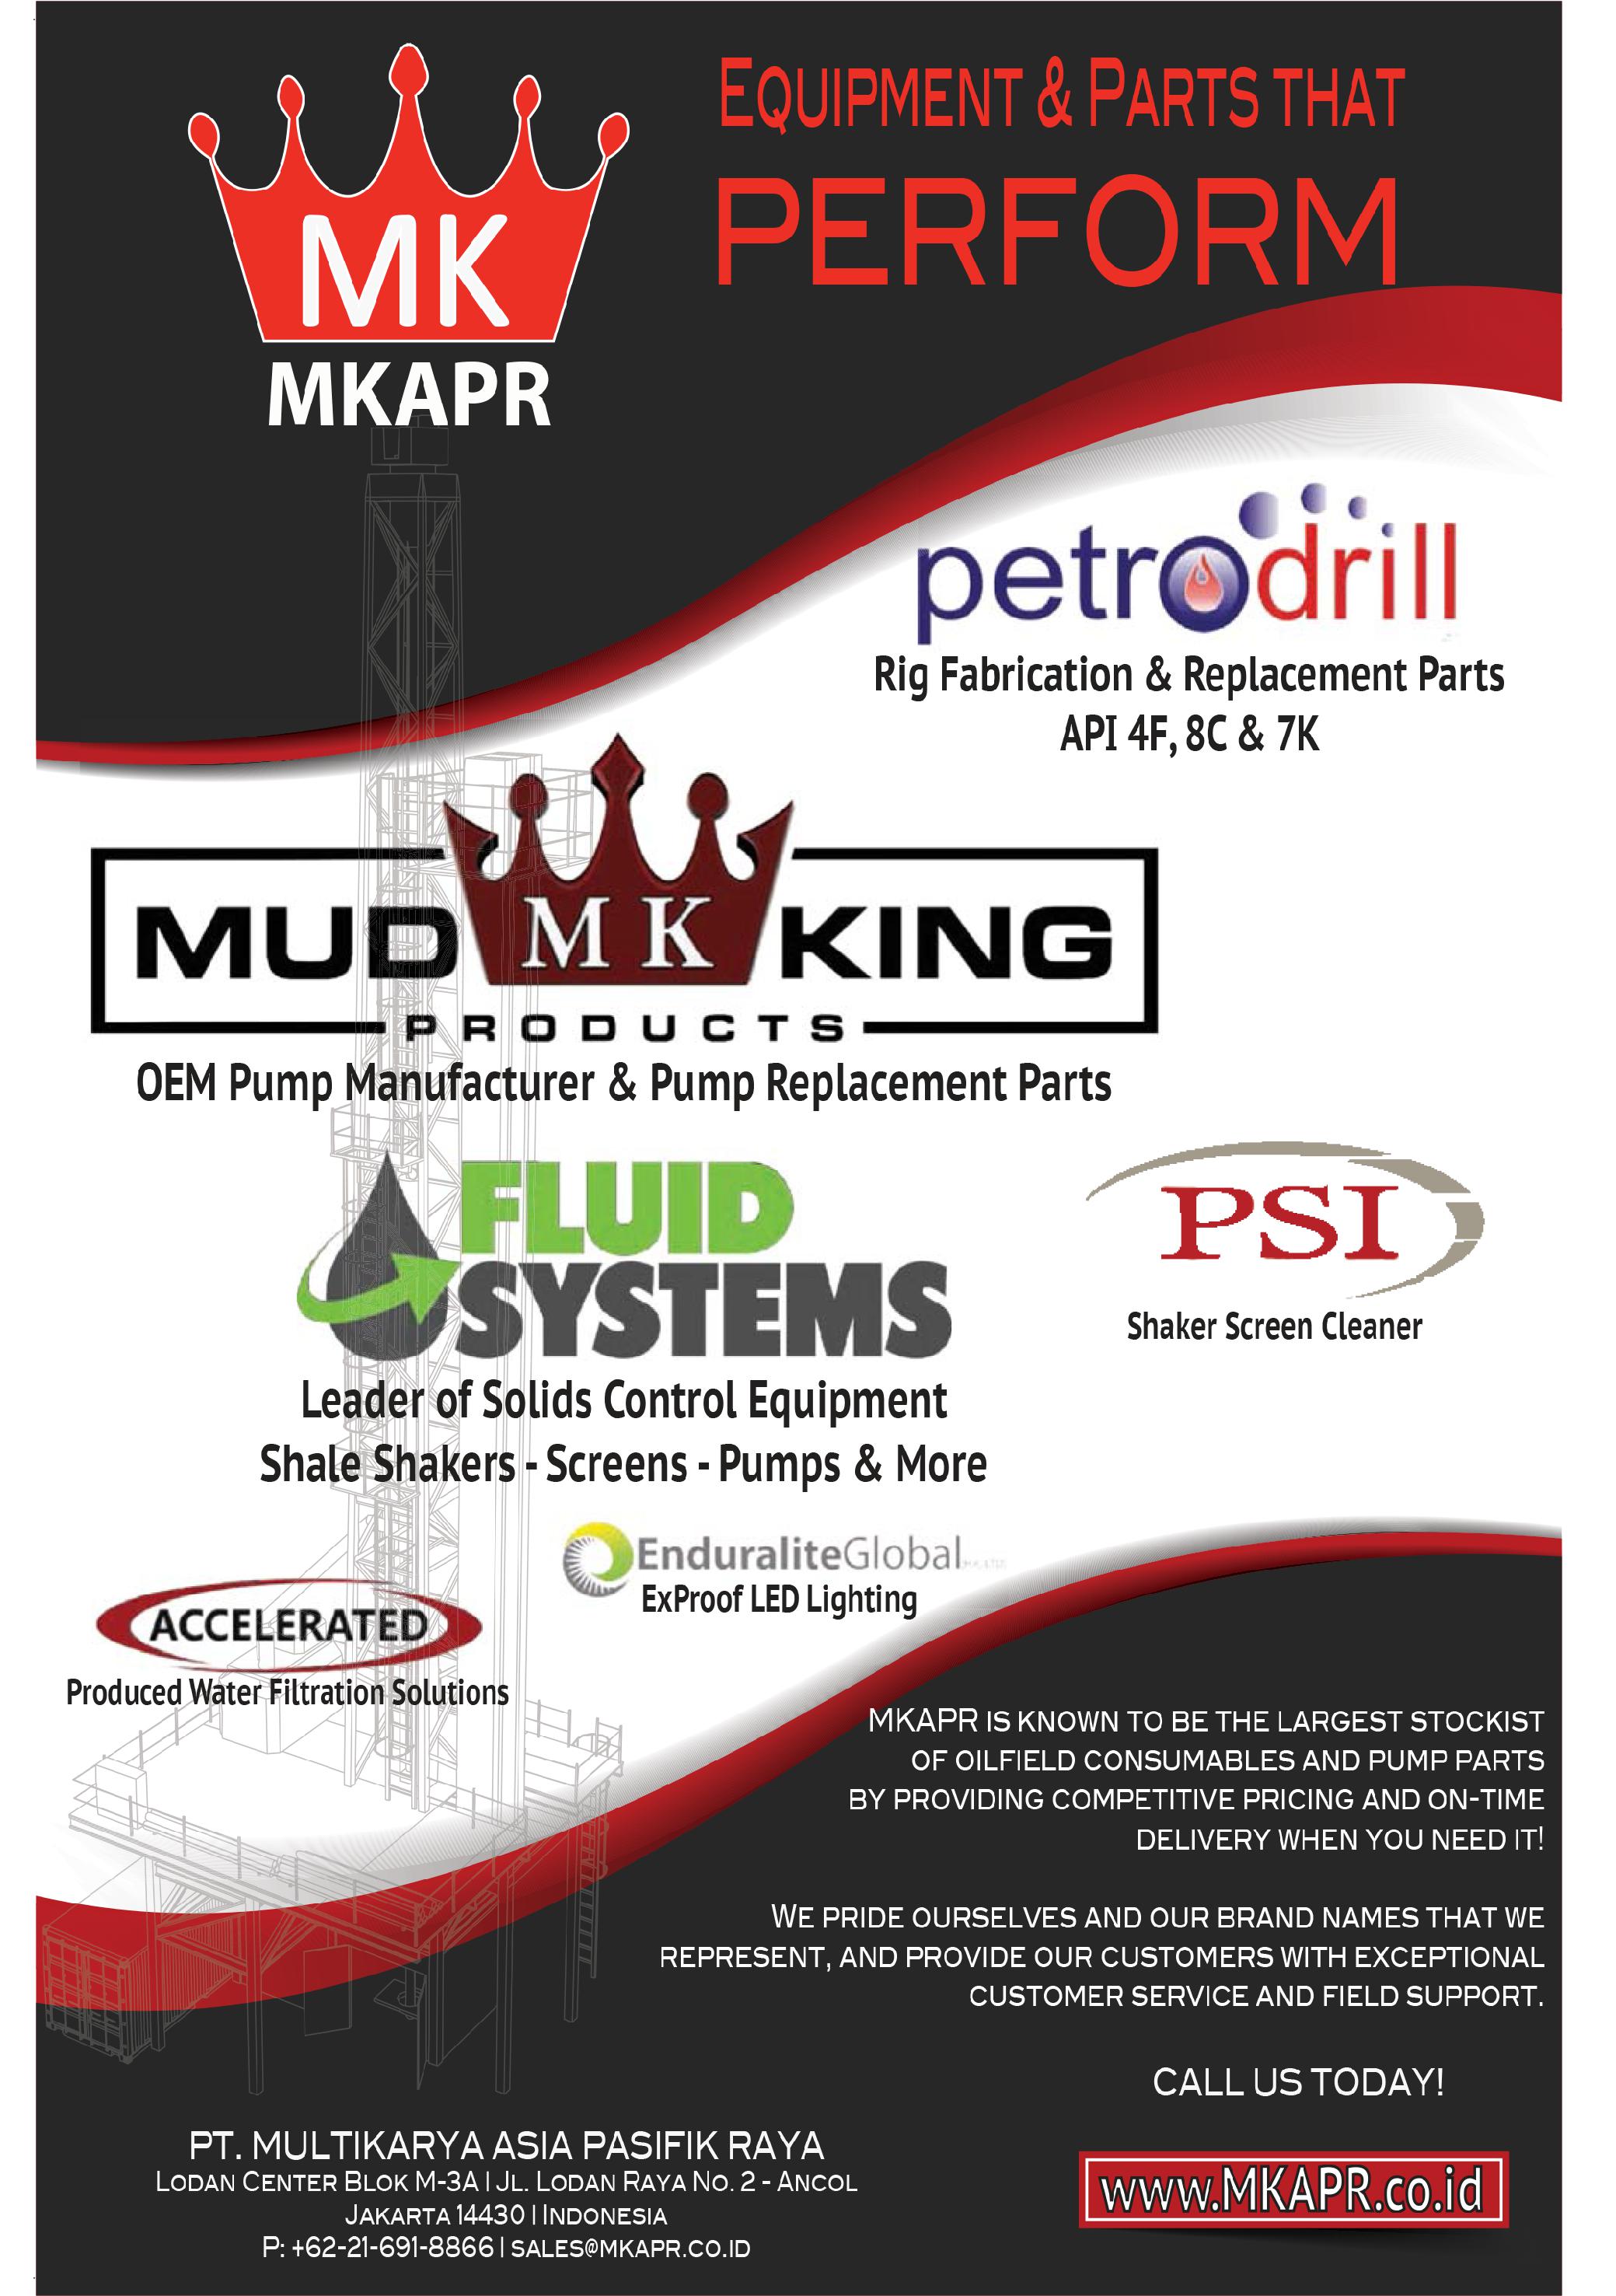 EQUIPMENT & PARTS THAT
PERFORM
MK
MKAPR
petrodrill
Rig Fabrication & Replacement Parts
API 4F, 8C & 7K
MUD MK KING
PRODUCTS
OEM Pump Manufacturer & Pump Replacement Parts
FLUID
SYSTEMS
Leader of Solids Control Equipment
Shale Shakers - Screens - Pumps & More
PSI
Shaker Screen Cleaner
EnduraliteGlobal
ExProof LED Lighting
ACCELERATED
Produced Water Filtration Solutions
MKAPR IS KNOWN TO BE THE LARGEST STOCKIST
OF OILFIELD CONSUMABLES AND PUMP PARTS
BY PROVIDING COMPETITIVE PRICING AND ON-TIME
DELIVERY WHEN YOU NEED IT!
WE PRIDE OURSELVES AND OUR BRAND NAMES THAT WE
REPRESENT, AND PROVIDE OUR CUSTOMERS WITH EXCEPTIONAL
CUSTOMER SERVICE AND FIELD SUPPORT.
CALL US TODAY!
PT. MULTIKARYA ASIA PASIFIK RAYA
LODAN CENTER BLOK M-3A | JL. LODAN RAYA NO. 2 - ANCOL
JAKARTA 14430 | INDONESIA
P: +62-21-691-8866 | SALES@MKAPR.CO.ID
www.MKAPR.co.id